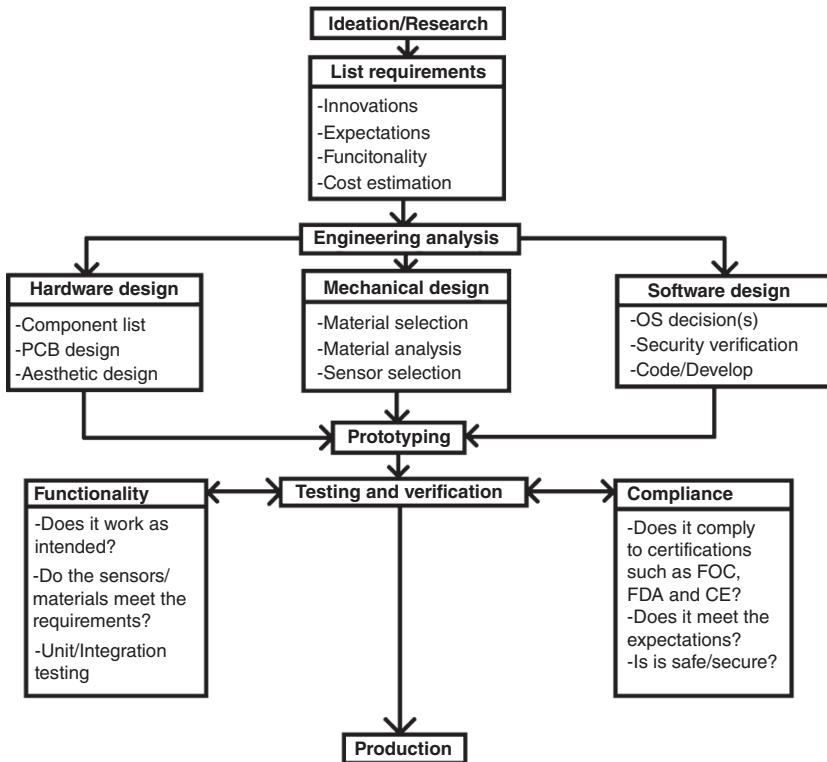 Ideation/Research
List requirements
-Innovations
-Expectations
-Funcitonality
-Cost estimation
Engineering analysis
Hardware design
-Component list
-PCB design
-Aesthetic design
Mechanical design
-Material selection
-Material analysis
-Sensor selection
Software design
-OS decision(s)
-Security verification
-Code/Develop
Prototyping
Functionality
-Does it work as
intended?
-Do the sensors/
materials meet the
requirements?
-Unit/Integration
testing
Testing and verification
Compliance
-Does it comply
to certifications
such as FOC,
FDA and CE?
-Does it meet the
expectations?
-Is is safe/secure?
Production